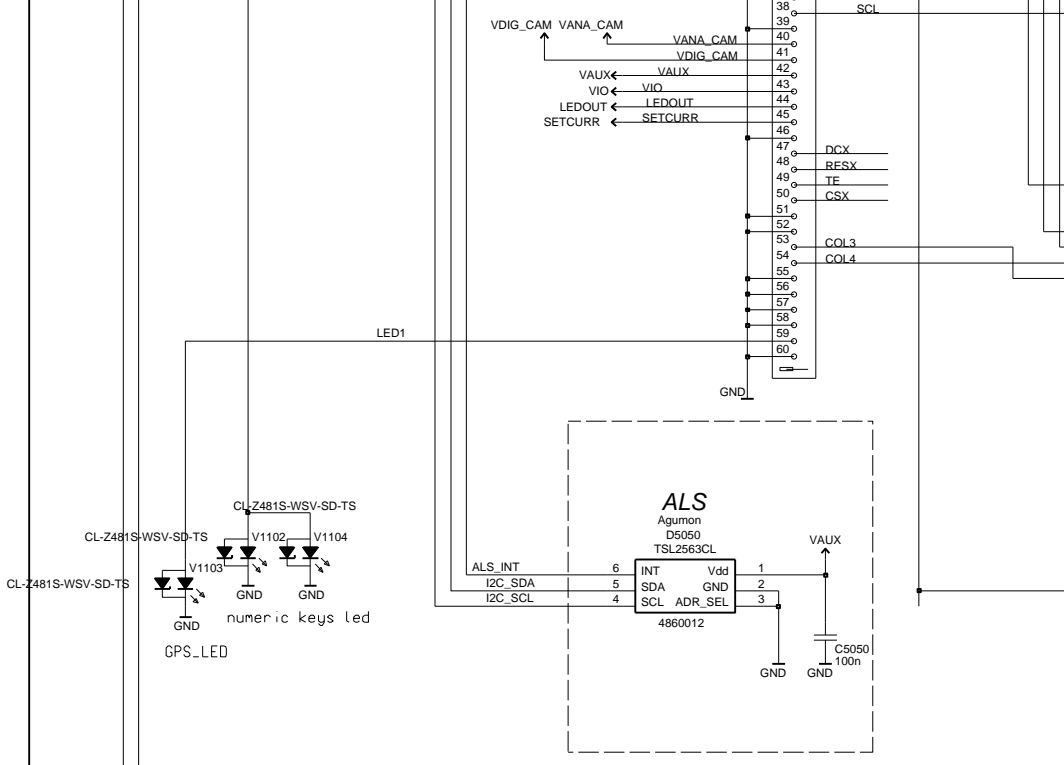 38
SCL
39
VDIG_CAM VANA_CAM
40
VANA_CAM
41
VDIG_CAM
42
VAUX VAUX
43
VIO VIO
44
LEDOUT LEDOUT
45
SETCURR SETCURR
46
47
DCX
48
RESX
49
TE
50
CSX
51
52
53
COL3
54
COL4
55
56
57
58
59
LED1
60
GND
ALS
Agumon
D5050
TSL2563CL
CL-Z481S-WSV-SD-TS
CL-Z481S-WSV-SD-TS
V1102
V1104
VAUX
V1103
CL-Z481S-WSV-SD-TS
ALS_INT 6 INT Vdd 1
I2C_SDA 5 SDA GND 2
I2C_SCL 4 SCL ADR_SEL 3
4860012
GND
GND
numeric keys led
GND
GPS_LED
C5050
100n
GND
GND